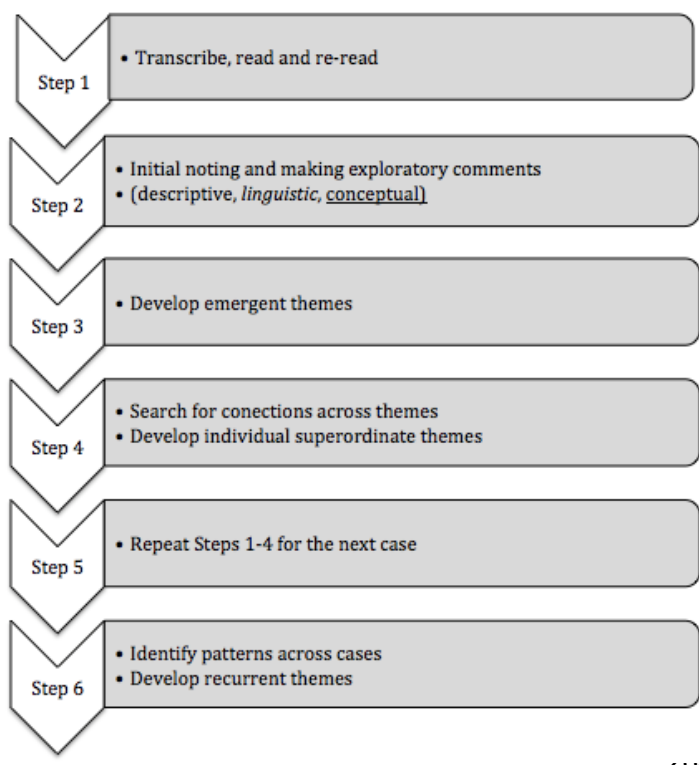 Step 1
• Transcribe, read and re-read
Step 2
• Initial noting and making exploratory comments
• (descriptive, linguistic, conceptual)
Step 3
• Develop emergent themes
Step 4
• Search for conections across themes
• Develop individual superordinate themes
Step 5
• Repeat Steps 1-4 for the next case
Step 6
• Identify patterns across cases
• Develop recurrent themes